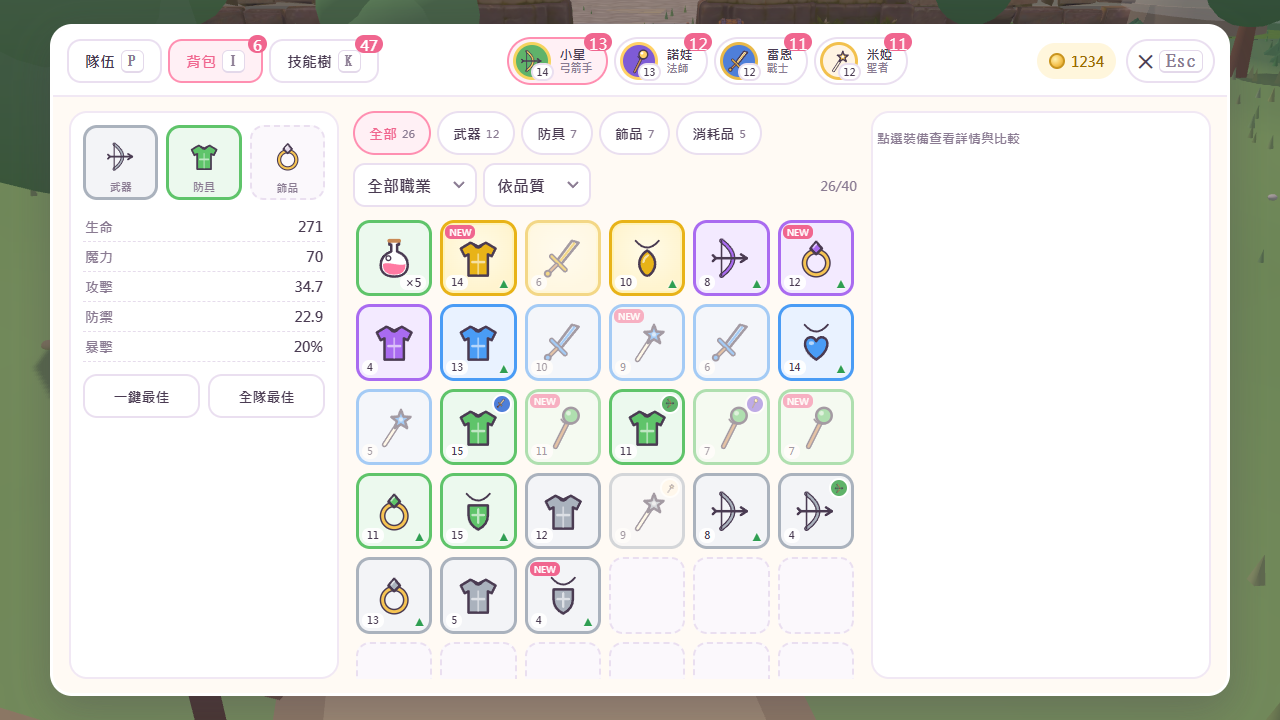 隊伍 P
背包 I 6
技能樹 K 47
小星 弓箭手 14 13
諾娃 法師 13 12
雷恩 戰士 12 11
米婭 聖者 12 11
1234
Esc
武器
防具
飾品
生命 271
魔力 70
攻擊 34.7
防禦 22.9
暴擊 20%
一鍵最佳
全隊最佳
全部 26
武器 12
防具 7
飾品 7
消耗品 5
全部職業
依品質
26/40
×5
NEW 14
6
10
8
NEW 12
4
13
10
NEW 9
6
14
5
15
NEW 11
11
7
NEW 7
11
15
12
9
8
4
13
5
NEW 4
點選裝備查看詳情與比較